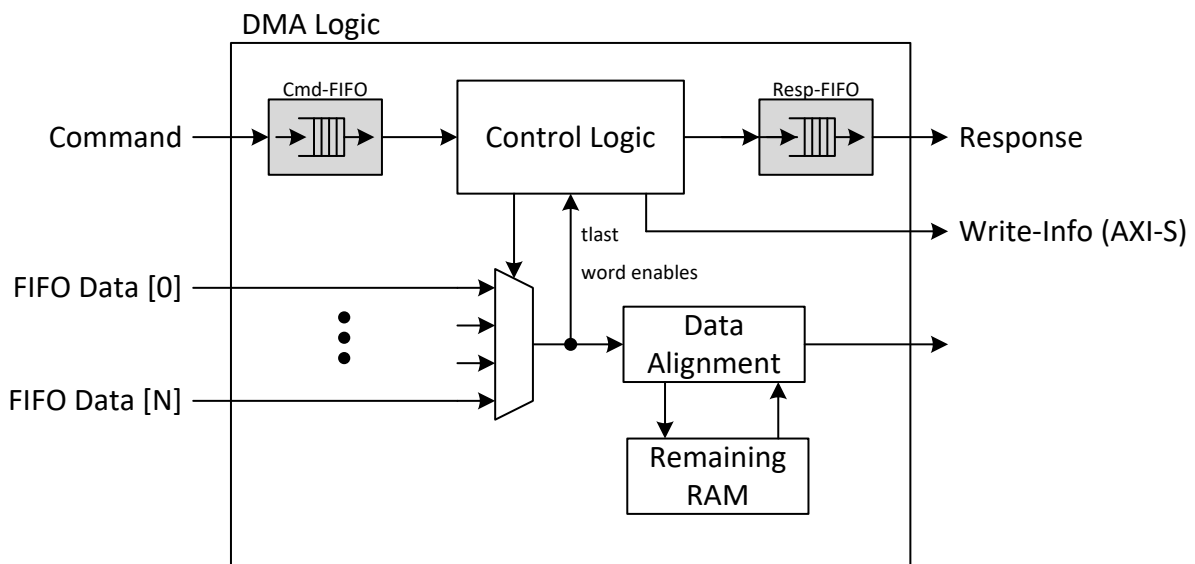 DMA Logic
Cmd-FIFO
Resp-FIFO
Command
Control Logic
Response
tlast
Write-Info (AXI-S)
word enables
FIFO Data [0]
Data
Alignment
FIFO Data [N]
Remaining
RAM